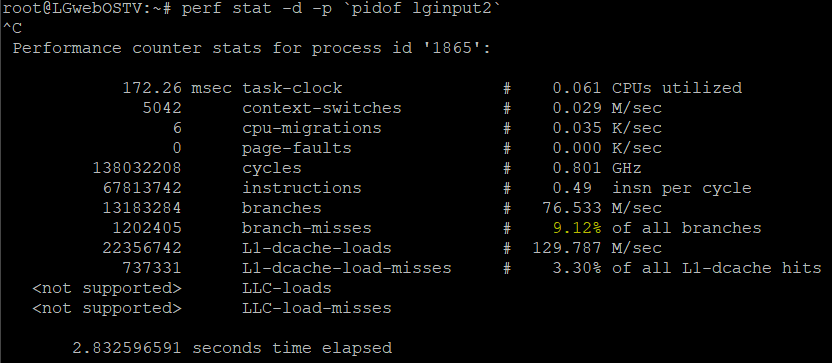 root@LGwebOSTV:~# perf stat -d -p `pidof lginput2`
^C
 Performance counter stats for process id '1865':

            172.26 msec task-clock                #    0.061 CPUs utilized
              5042      context-switches          #    0.029 M/sec
                 6      cpu-migrations            #    0.035 K/sec
                 0      page-faults               #    0.000 K/sec
         138032208      cycles                    #    0.801 GHz
          67813742      instructions              #    0.49  insn per cycle
          13183284      branches                  #   76.533 M/sec
           1202405      branch-misses             #    9.12% of all branches
          22356742      L1-dcache-loads           #  129.787 M/sec
            737331      L1-dcache-load-misses     #    3.30% of all L1-dcache hits
   <not supported>      LLC-loads
   <not supported>      LLC-load-misses

       2.832596591 seconds time elapsed